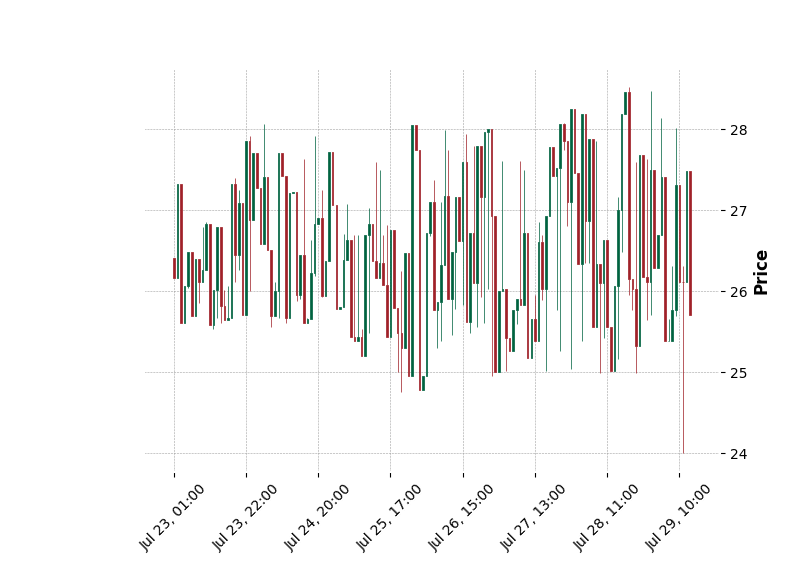 28
27
26
25
24
Price
Jul 23, 01:00
Jul 23, 22:00
Jul 24, 20:00
Jul 25, 17:00
Jul 26, 15:00
Jul 27, 13:00
Jul 28, 11:00
Jul 29, 10:00